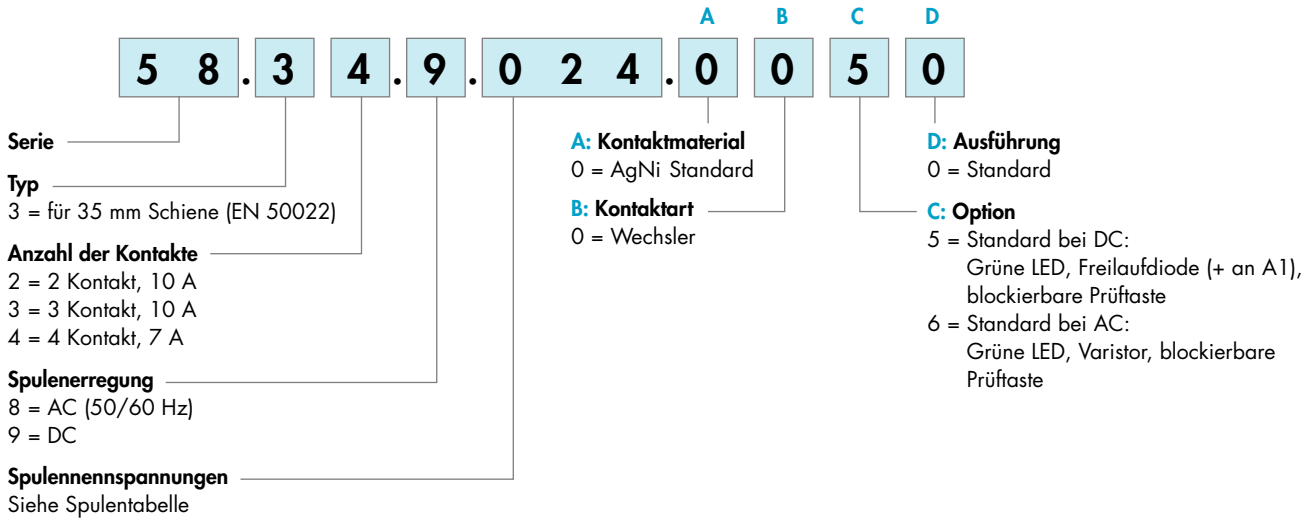 A B C D
5 8 . 3 4 . 9 . 0 2 4 . 0 0 5 0
Serie
Typ
3 = für 35 mm Schiene (EN 50022)
Anzahl der Kontakte
2 = 2 Kontakt, 10 A
3 = 3 Kontakt, 10 A
4 = 4 Kontakt, 7 A
Spulenerregung
8 = AC (50/60 Hz)
9 = DC
Spulennennspannungen
Siehe Spulentabelle
A: Kontaktmaterial
0 = AgNi Standard
B: Kontaktart
0 = Wechsler
D: Ausführung
0 = Standard
C: Option
5 = Standard bei DC:
Grüne LED, Freilaufdiode (+ an A1),
blockierbare Prüftaste
6 = Standard bei AC:
Grüne LED, Varistor, blockierbare
Prüftaste